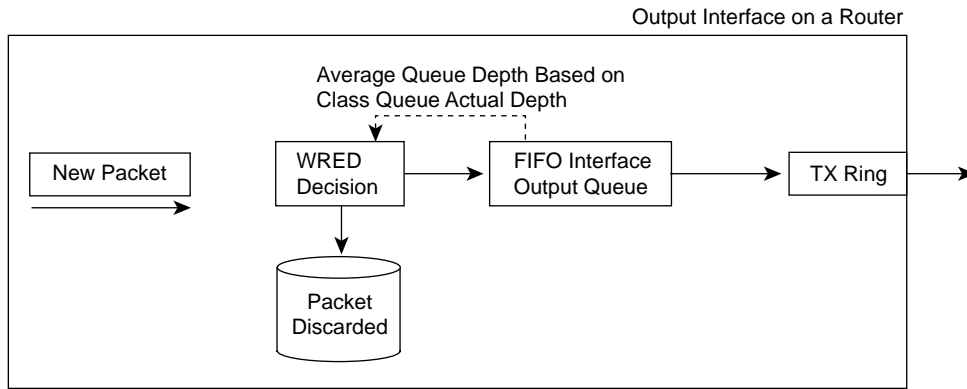 Output Interface on a Router
Average Queue Depth Based on
Class Queue Actual Depth
New Packet
WRED
Decision
FIFO Interface
Output Queue
TX Ring
Packet
Discarded